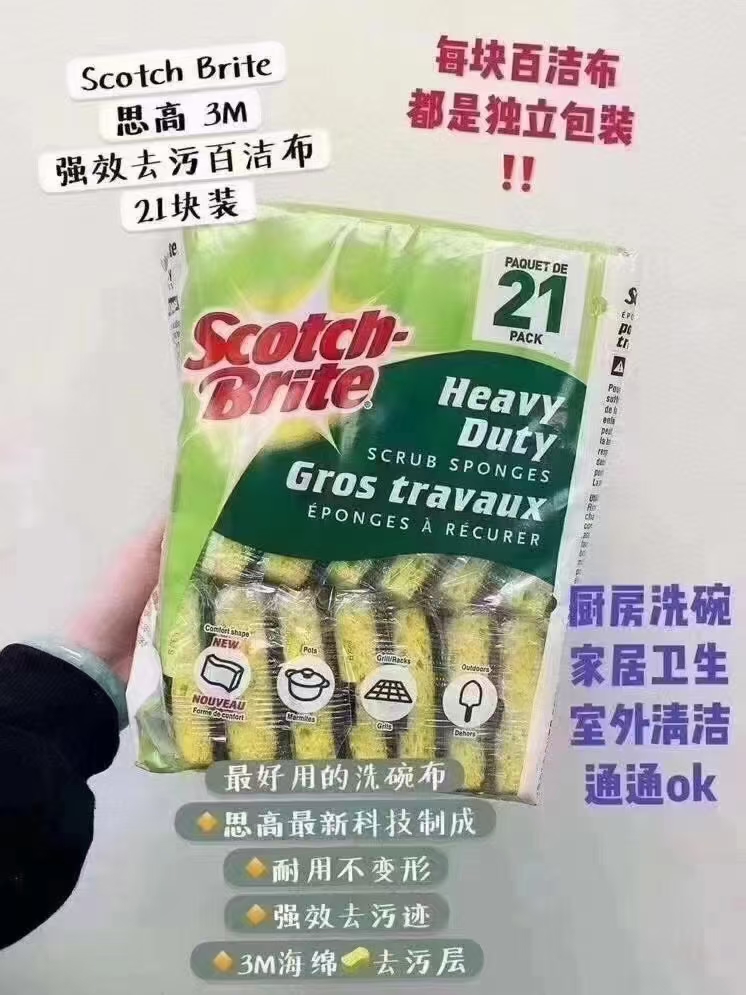 Scotch Brite
思高 3M
强效去污百洁布
21块装
每块百洁布
都是独立包装
!!
PAQUET DE
21
PACK
Scotch-
Brite
Heavy
Duty
SCRUB SPONGES
Gros travaux
ÉPONGES À RÉCURER
Comfort shape
NEW
NOUVEAU
Forme de confort
Pots
Marmites
Grill/Racks
Grils
Outdoors
Dehors
厨房洗碗
家居卫生
室外清洁
通通ok
最好用的洗碗布
🔸思高最新科技制成
🔸耐用不变形
🔸强效去污迹
🔸3M海绵🧽去污层